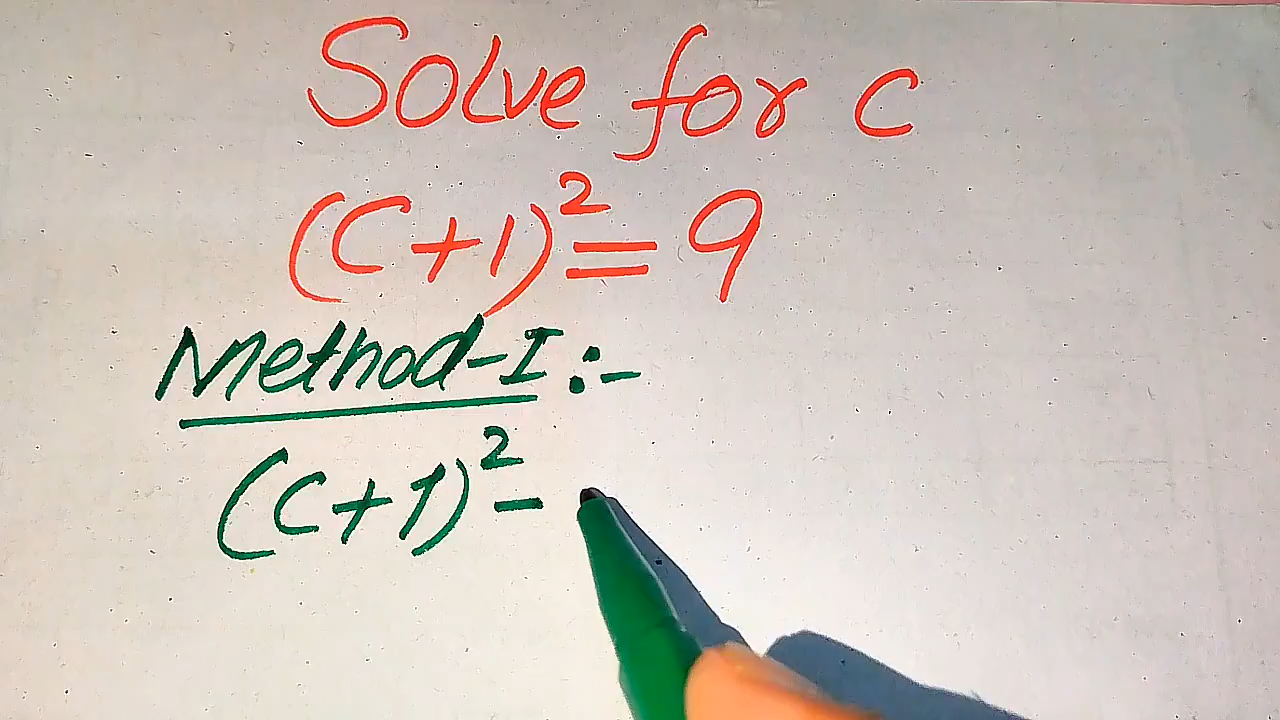 Solve for c
(C+1)²= 9
Method-I:-
(C+1)²-